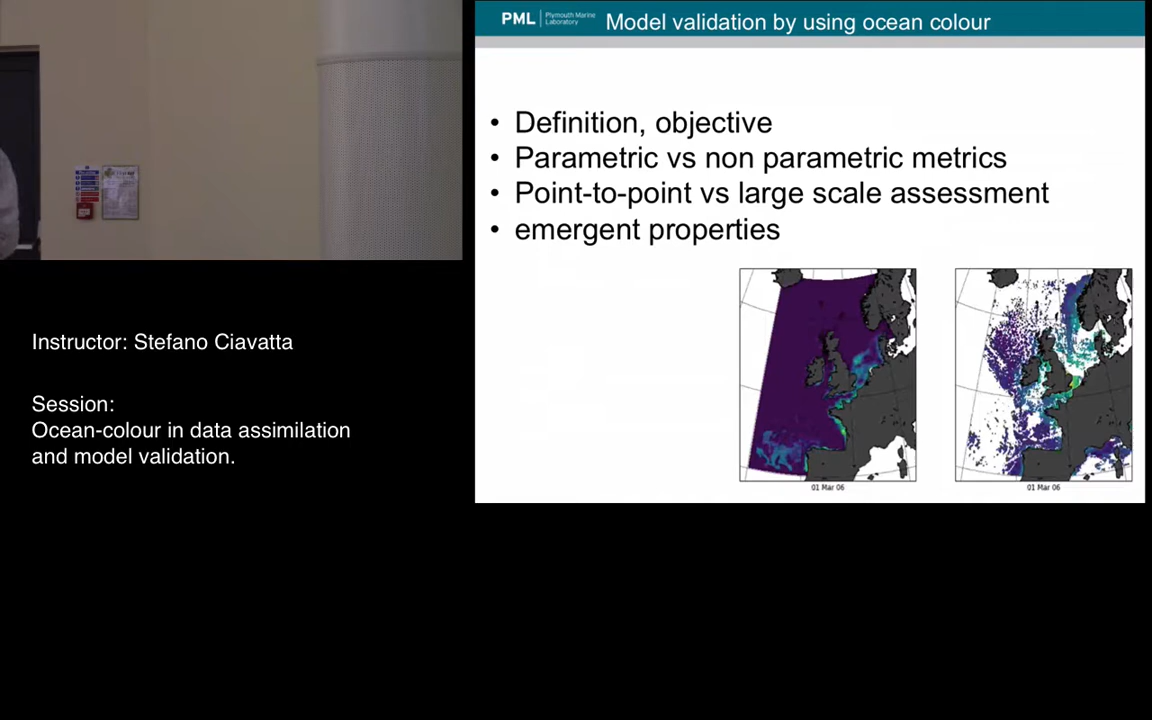 PML Plymouth Marine Laboratory
Model validation by using ocean colour
• Definition, objective
• Parametric vs non parametric metrics
• Point-to-point vs large scale assessment
• emergent properties
01 Mar 06
01 Mar 06
Instructor: Stefano Ciavatta
Session:
Ocean-colour in data assimilation
and model validation.